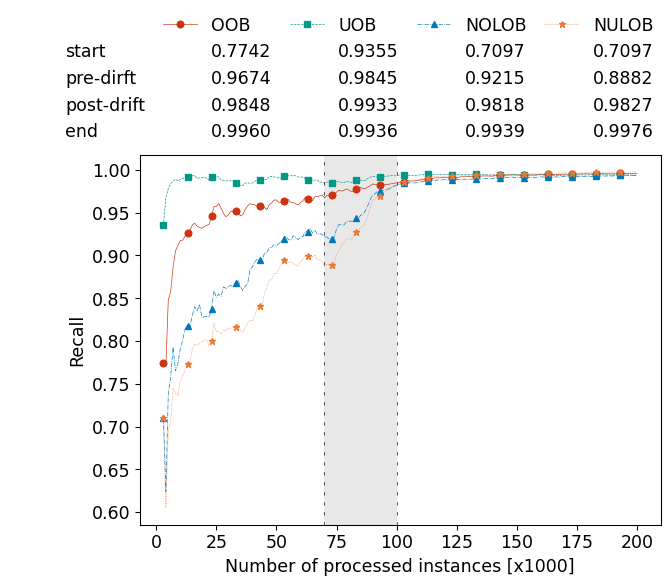 OOB UOB NOLOB NULOB
start 0.7742 0.9355 0.7097 0.7097
pre-dirft 0.9674 0.9845 0.9215 0.8882
post-drift 0.9848 0.9933 0.9818 0.9827
end 0.9960 0.9936 0.9939 0.9976
1.00
0.95
0.90
0.85
0.80
0.75
0.70
0.65
0.60
Recall
0 25 50 75 100 125 150 175 200
Number of processed instances [x1000]